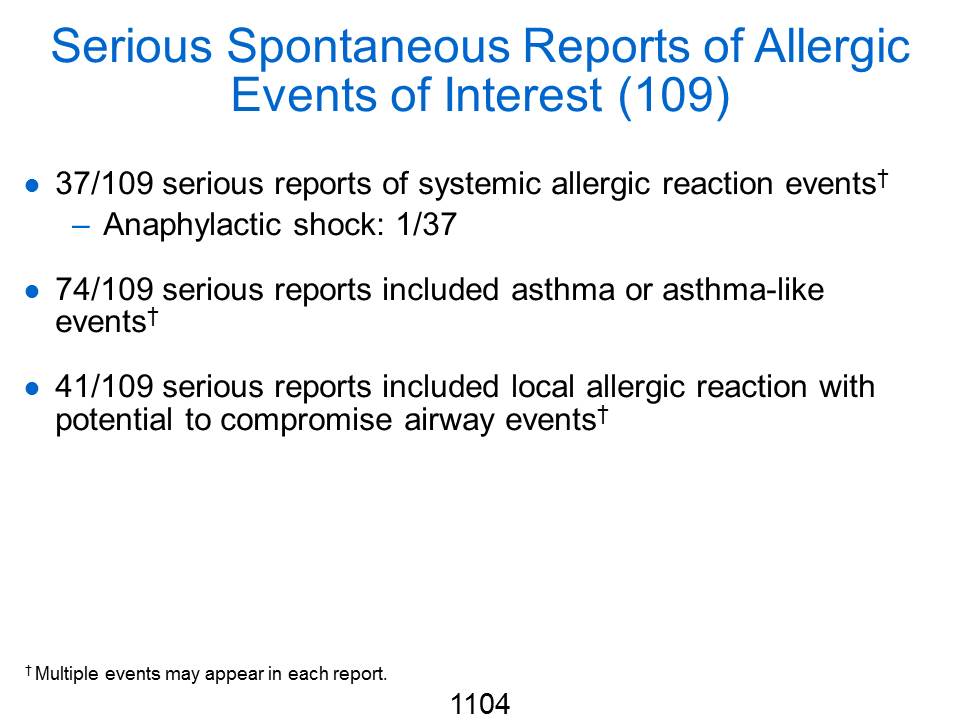 Serious Spontaneous Reports of Allergic
Events of Interest (109)
● 37/109 serious reports of systemic allergic reaction events†
– Anaphylactic shock: 1/37
● 74/109 serious reports included asthma or asthma-like
events†
● 41/109 serious reports included local allergic reaction with
potential to compromise airway events†
† Multiple events may appear in each report.
1104